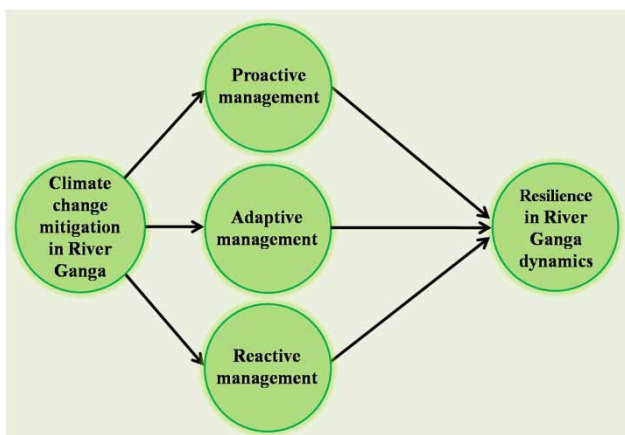 Proactive
management
Climate
change
mitigation
in River
Ganga
Adaptive
management
Resilience
in River
Ganga
dynamics
Reactive
management